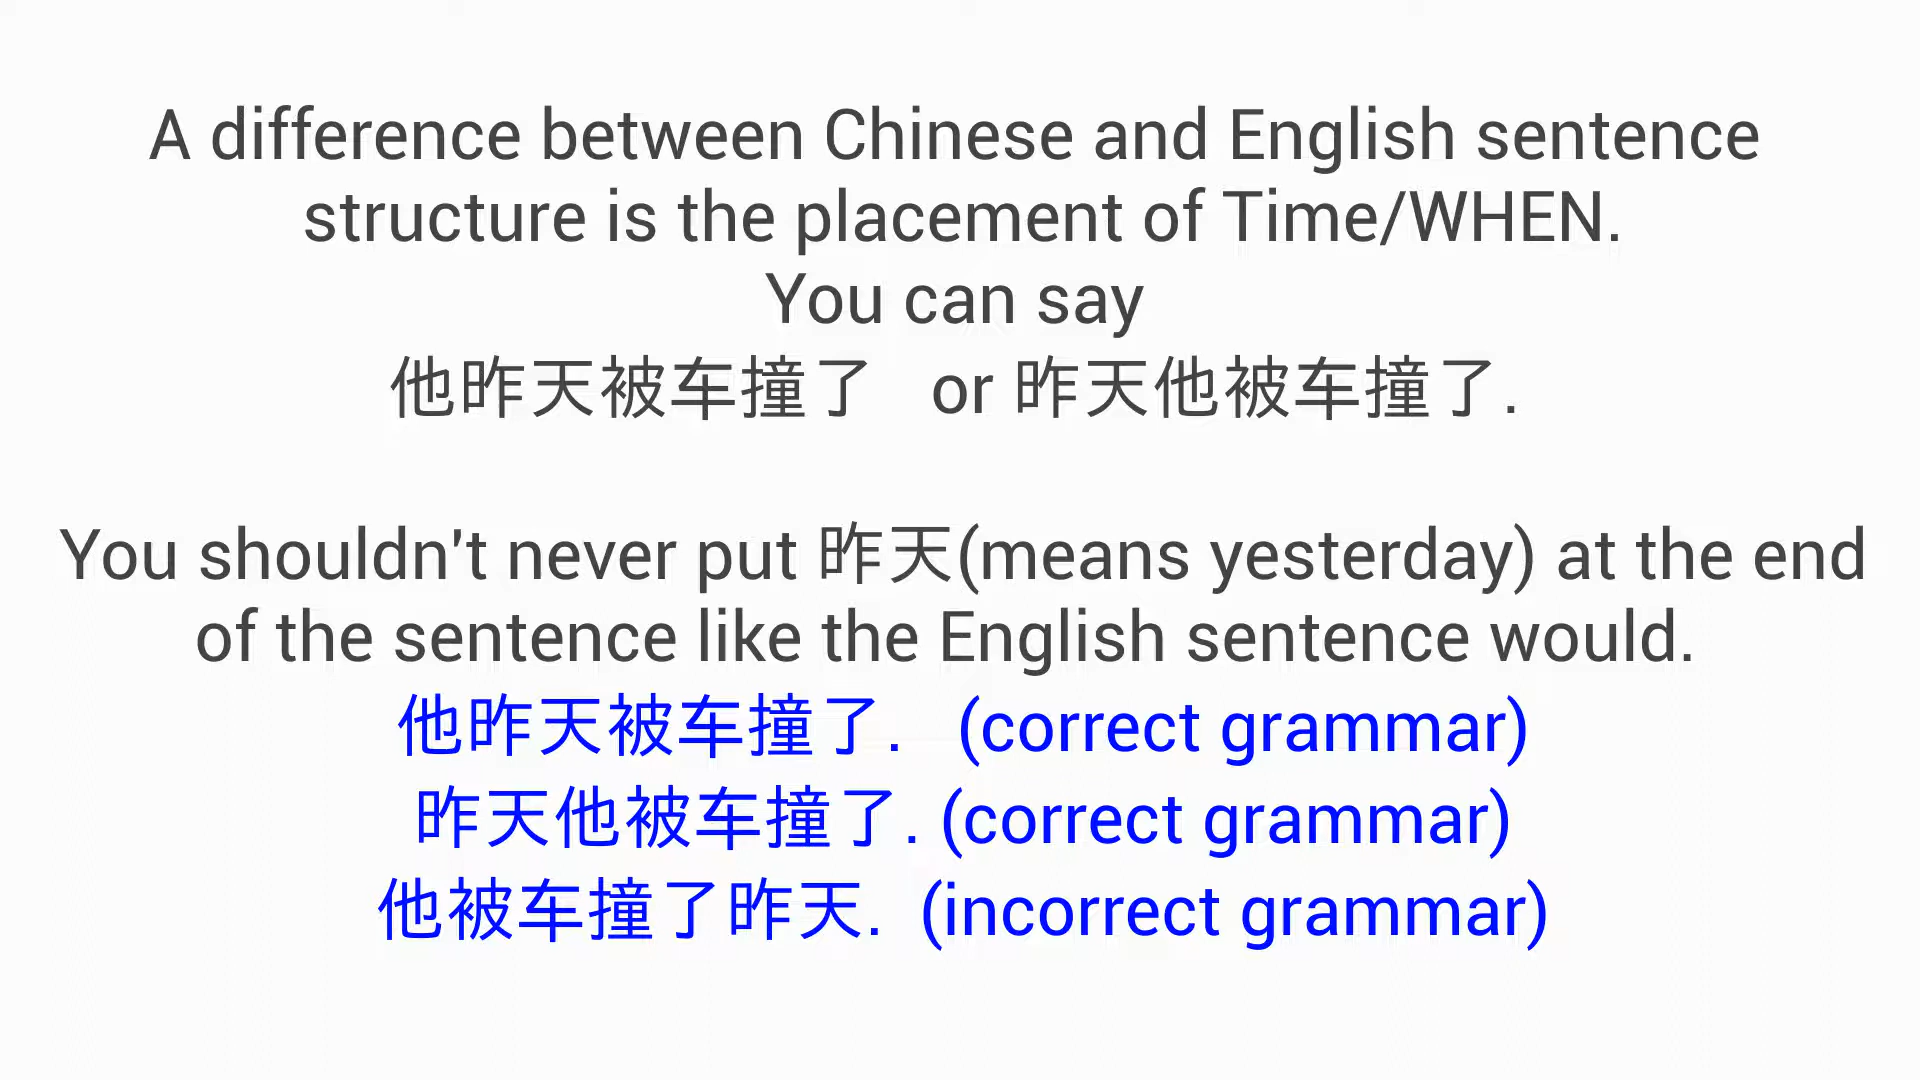 A difference between Chinese and English sentence
structure is the placement of Time/WHEN.
You can say
他昨天被车撞了 or 昨天他被车撞了.
You shouldn't never put 昨天(means yesterday) at the end
of the sentence like the English sentence would.
他昨天被车撞了. (correct grammar)
昨天他被车撞了. (correct grammar)
他被车撞了昨天. (incorrect grammar)